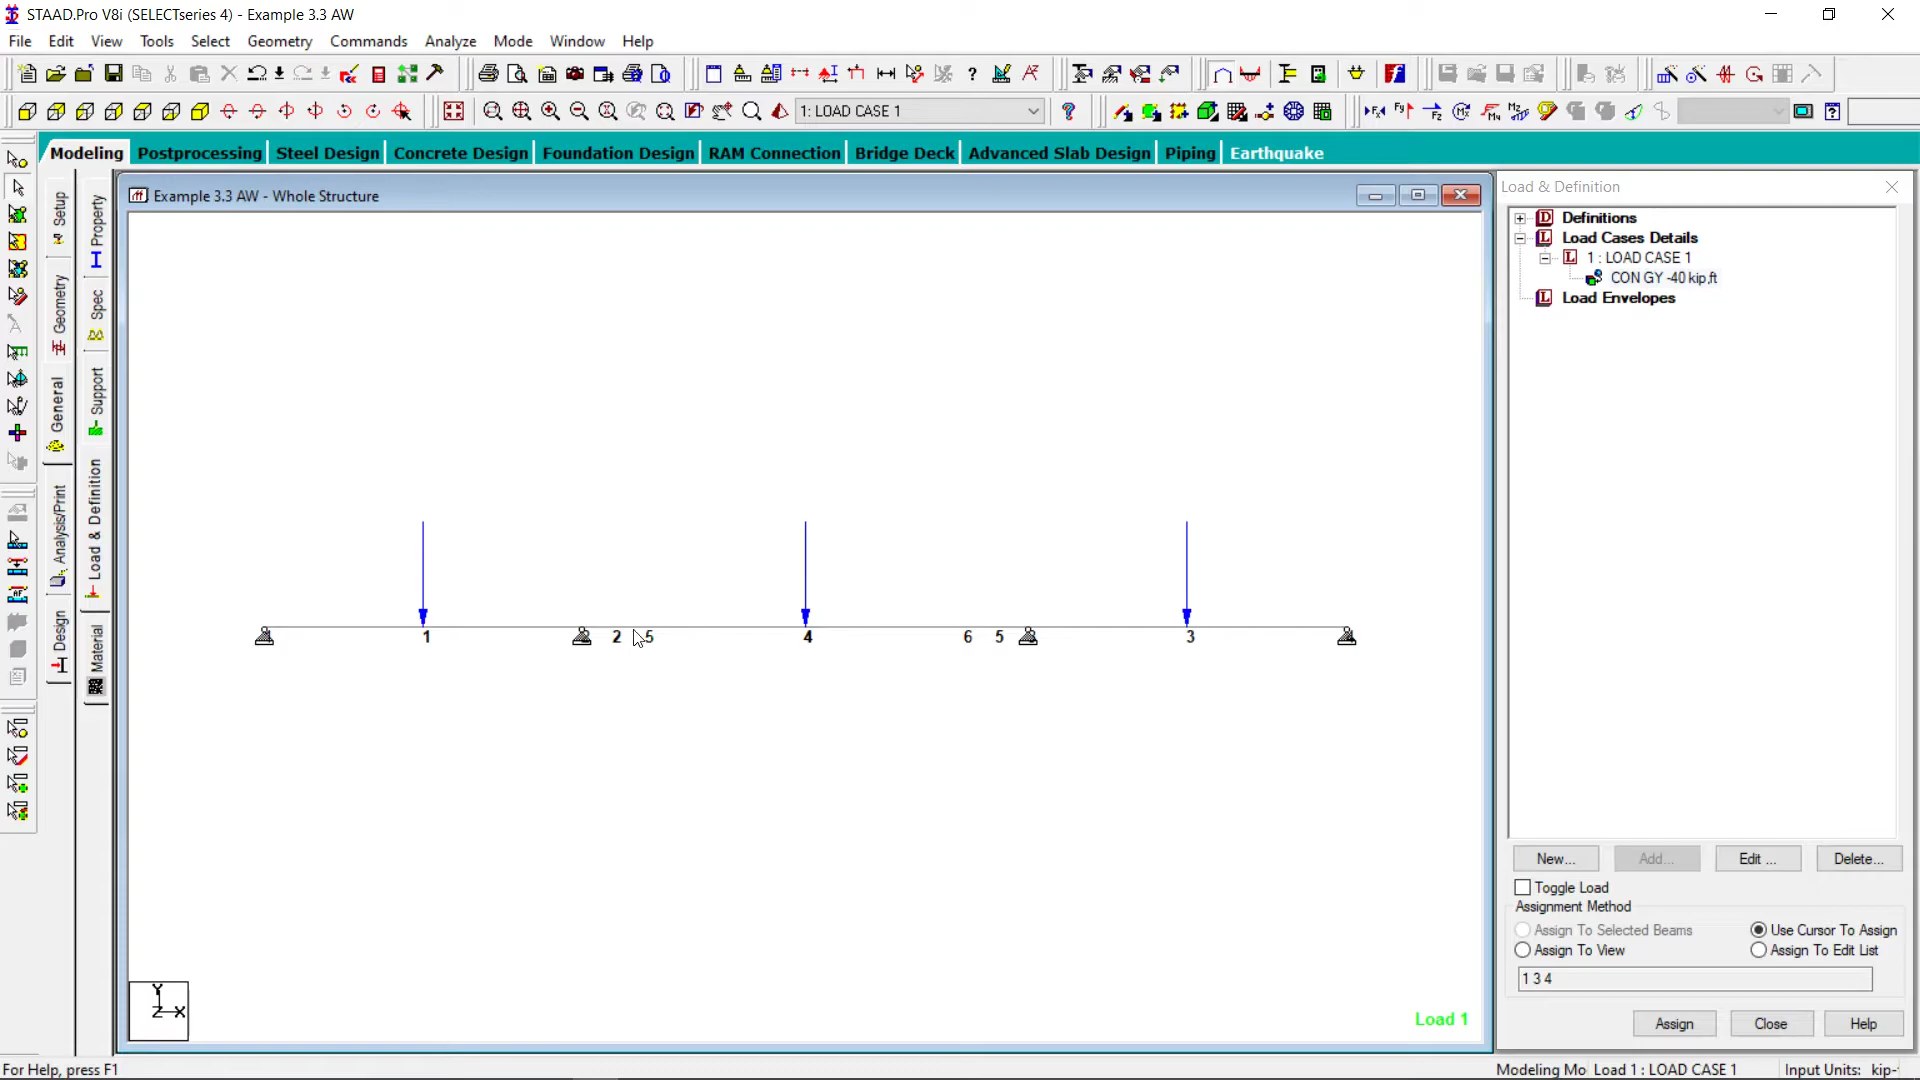 STAAD.Pro V8i (SELECTseries 4) - Example 3.3 AW
File Edit View Tools Select Geometry Commands Analyze Mode Window Help
1: LOAD CASE 1
Modeling Postprocessing Steel Design Concrete Design Foundation Design RAM Connection Bridge Deck Advanced Slab Design Piping Earthquake
Setup
Geometry
General
Analysis/Print
Design
Property
Spec
Support
Load & Definition
Material
Example 3.3 AW - Whole Structure
1 2 5 4 6 5 3
Y
Z X
Load 1
Load & Definition
Definitions
Load Cases Details
1 : LOAD CASE 1
CON GY -40 kip,ft
Load Envelopes
New... Add... Edit ... Delete...
Toggle Load
Assignment Method
Assign To Selected Beams Use Cursor To Assign
Assign To View Assign To Edit List
1 3 4
Assign Close Help
For Help, press F1 Modeling Mo Load 1 : LOAD CASE 1 Input Units: kip-